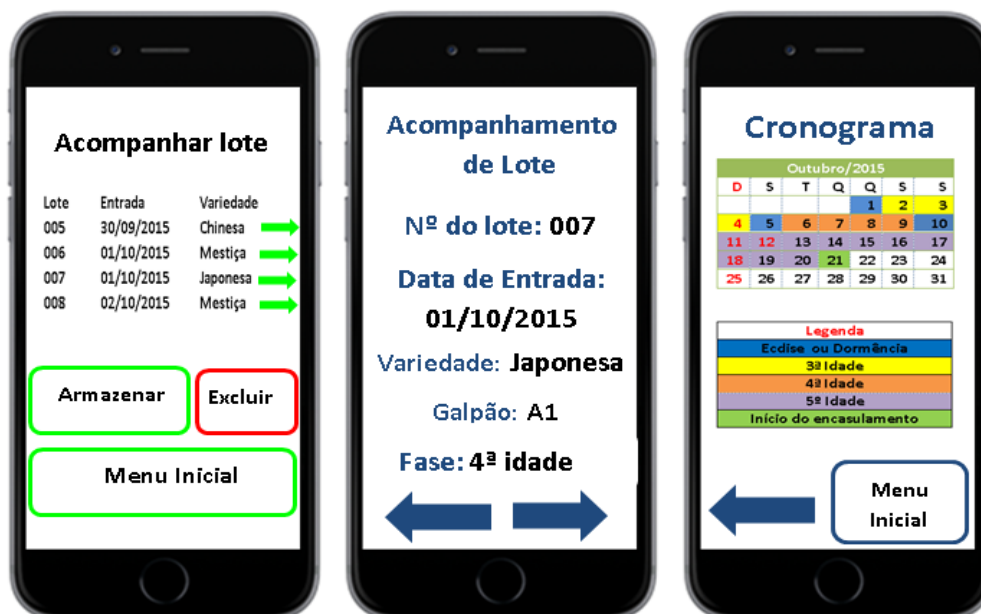 Acompanhar lote
Lote Entrada Variedade
005 30/09/2015 Chinesa
006 01/10/2015 Mestiça
007 01/10/2015 Japonesa
008 02/10/2015 Mestiça
Armazenar
Excluir
Menu Inicial
Acompanhamento
de Lote
Nº do lote: 007
Data de Entrada:
01/10/2015
Variedade: Japonesa
Galpão: A1
Fase: 4ª idade
Cronograma
Outubro/2015
D S T Q Q S S
1 2 3
4 5 6 7 8 9 10
11 12 13 14 15 16 17
18 19 20 21 22 23 24
25 26 27 28 29 30 31
Legenda
Ecdise ou Dormência
3ª Idade
4ª Idade
5ª Idade
Início do encasulamento
Menu
Inicial